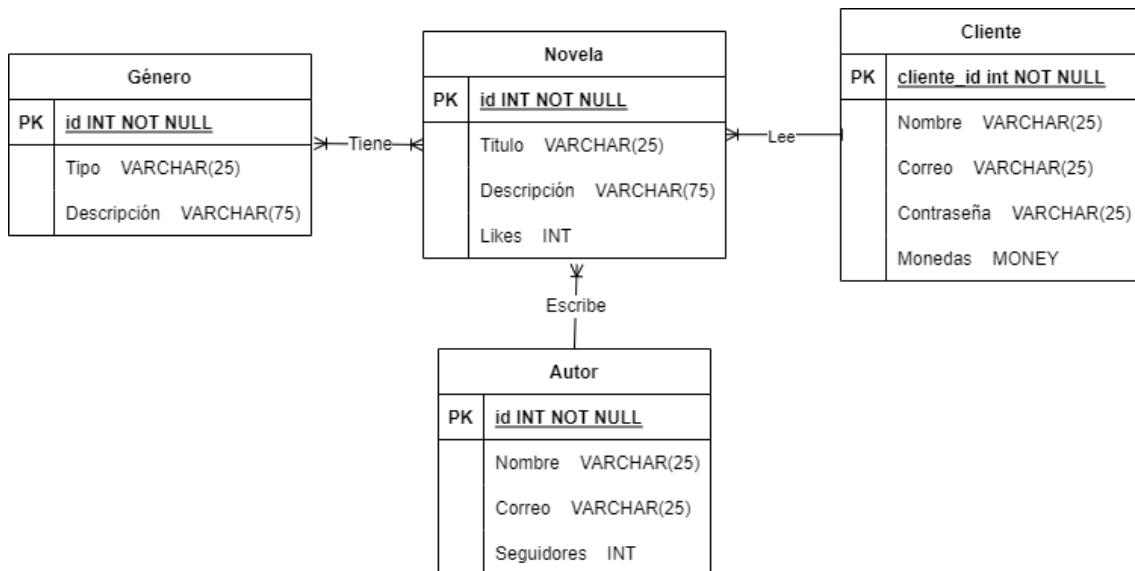 Género
PK id INT NOT NULL
Tipo VARCHAR(25)
Descripción VARCHAR(75)
Tiene
Novela
PK id INT NOT NULL
Titulo VARCHAR(25)
Descripción VARCHAR(75)
Likes INT
Lee
Cliente
PK cliente_id int NOT NULL
Nombre VARCHAR(25)
Correo VARCHAR(25)
Contraseña VARCHAR(25)
Monedas MONEY
Escribe
Autor
PK id INT NOT NULL
Nombre VARCHAR(25)
Correo VARCHAR(25)
Seguidores INT